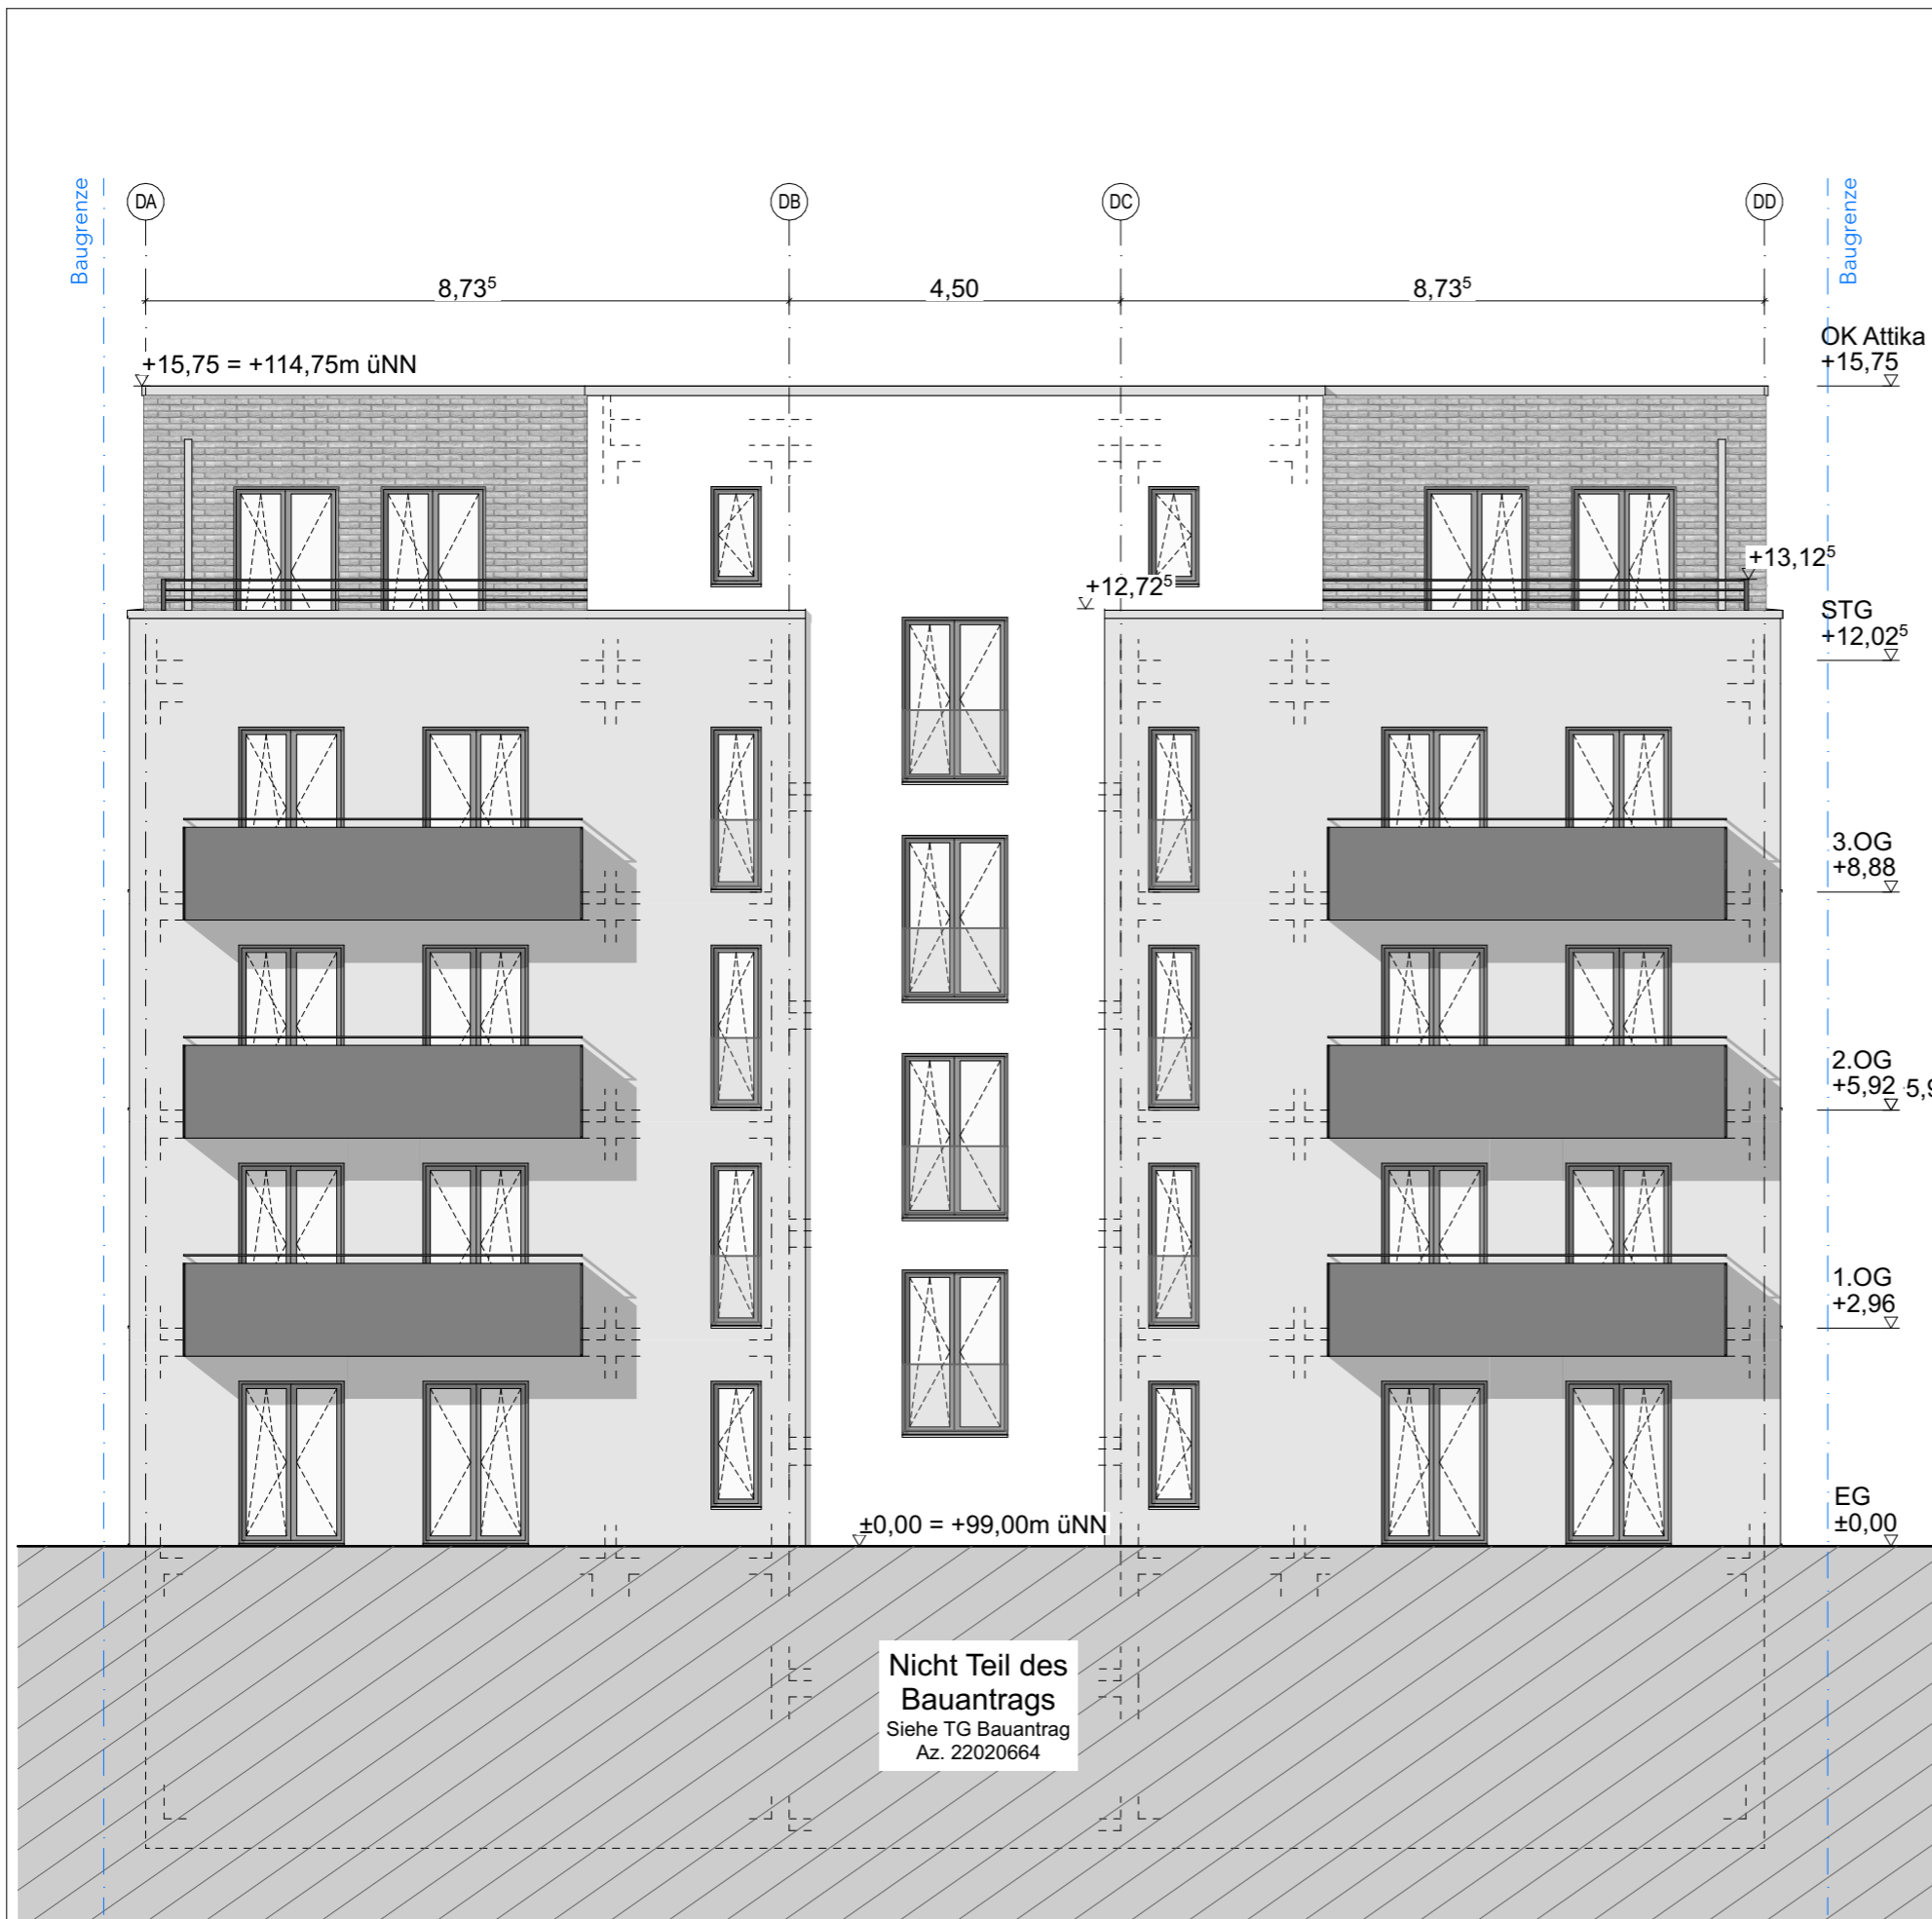 Baugrenze
DA
DB
DC
DD
Baugrenze
8,73⁵
4,50
8,73⁵
+15,75 = +114,75m üNN
OK Attika
+15,75
+13,12⁵
+12,72⁵
STG
+12,02⁵
3.OG
+8,88
2.OG
+5,92
1.OG
+2,96
EG
±0,00
±0,00 = +99,00m üNN
Nicht Teil des
Bauantrags
Siehe TG Bauantrag
Az. 22020664